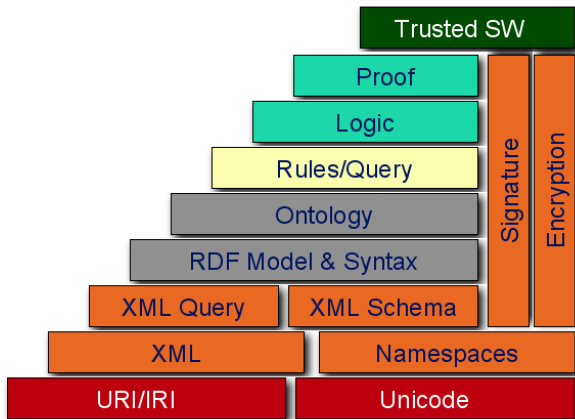 Trusted SW
Proof
Logic
Rules/Query
Ontology
RDF Model & Syntax
XML Query
XML Schema
Signature
Encryption
XML
Namespaces
URI/IRI
Unicode